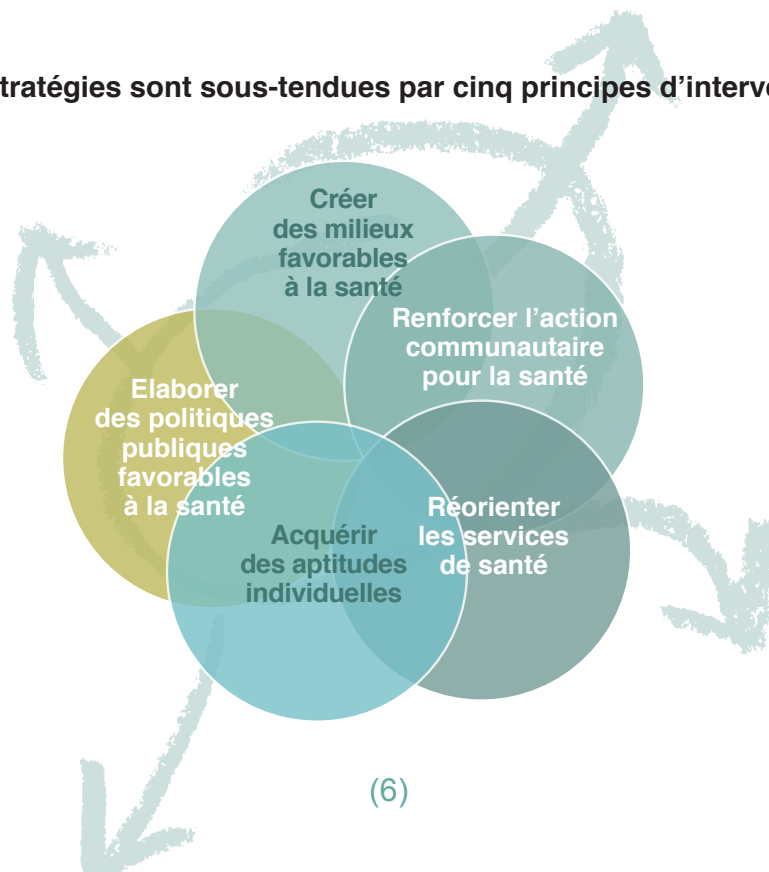 tratégies sont sous-tendues par cinq principes d’interve
Créer
des milieux
favorables
à la santé
Renforcer l’action
communautaire
pour la santé
Elaborer
des politiques
publiques
favorables
à la santé
Acquérir
des aptitudes
individuelles
Réorienter
les services
de santé
(6)